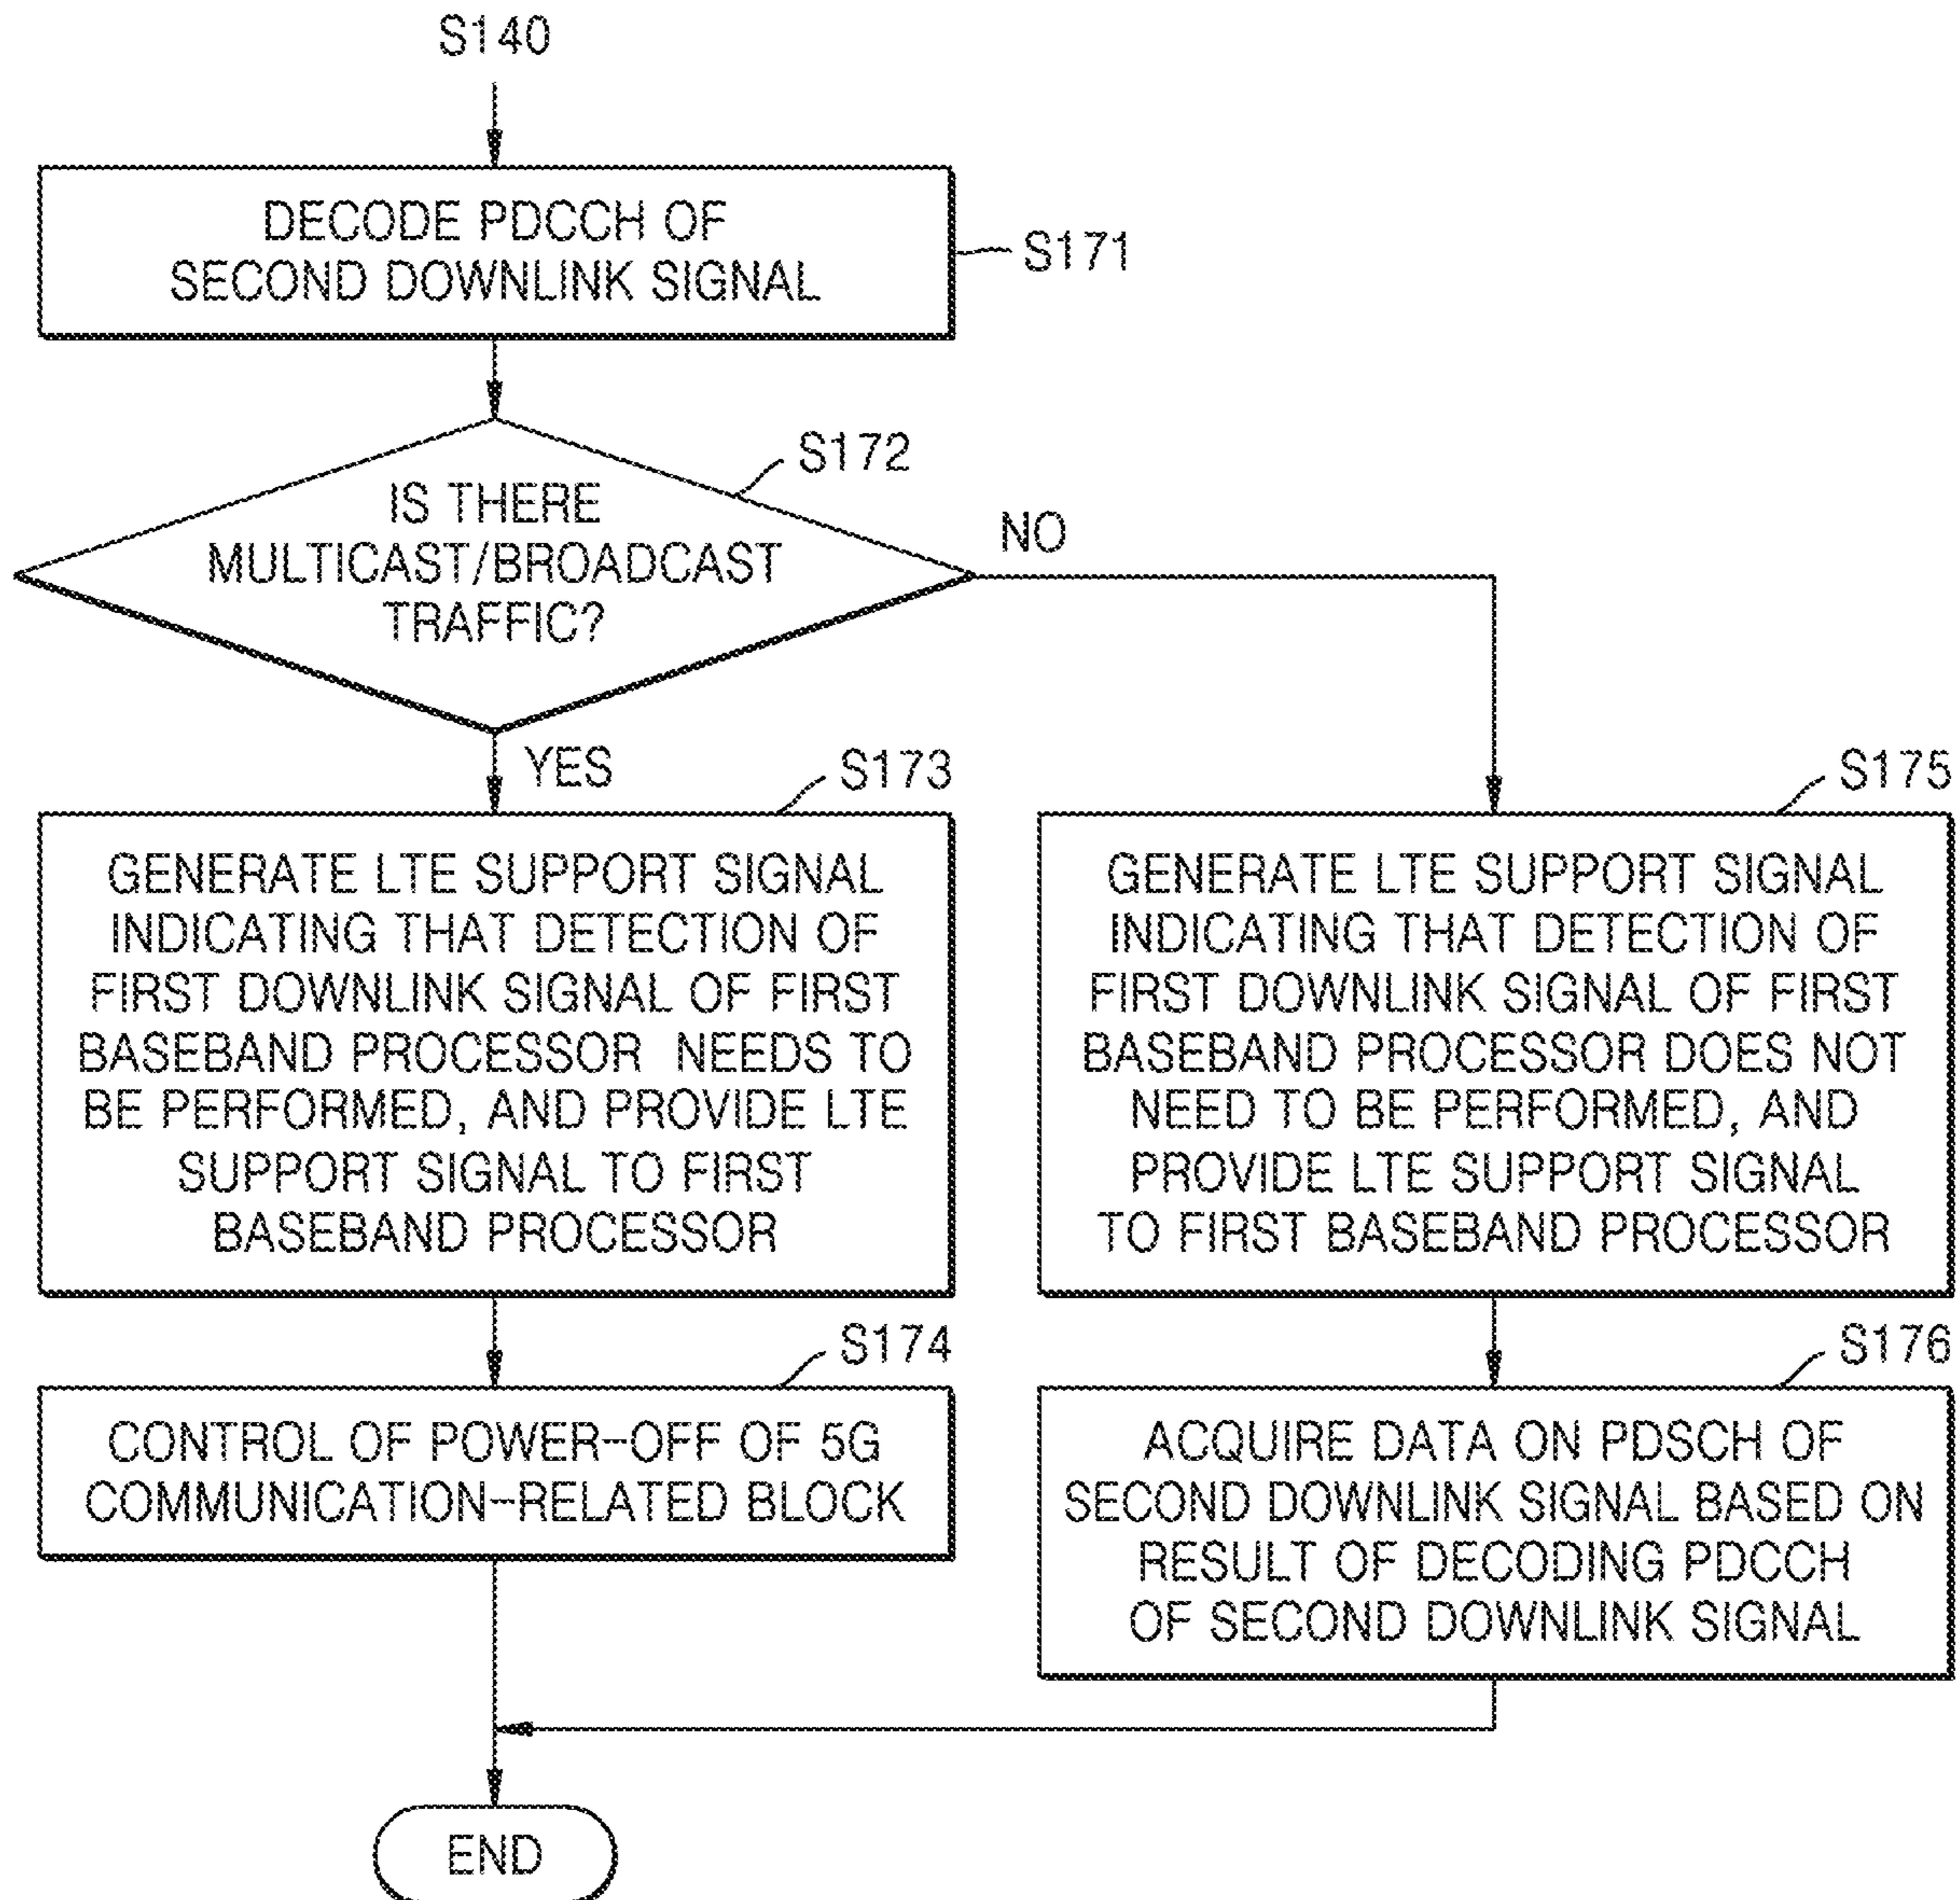 S140
DECODE PDCCH OF
SECOND DOWNLINK SIGNAL
S171
S172
IS THERE
MULTICAST/BROADCAST
TRAFFIC?
NO
YES
S173
GENERATE LTE SUPPORT SIGNAL
INDICATING THAT DETECTION OF
FIRST DOWNLINK SIGNAL OF FIRST
BASEBAND PROCESSOR NEEDS TO
BE PERFORMED, AND PROVIDE LTE
SUPPORT SIGNAL TO FIRST
BASEBAND PROCESSOR
S175
GENERATE LTE SUPPORT SIGNAL
INDICATING THAT DETECTION OF
FIRST DOWNLINK SIGNAL OF FIRST
BASEBAND PROCESSOR DOES NOT
NEED TO BE PERFORMED, AND
PROVIDE LTE SUPPORT SIGNAL
TO FIRST BASEBAND PROCESSOR
S174
CONTROL OF POWER-OFF OF 5G
COMMUNICATION-RELATED BLOCK
S176
ACQUIRE DATA ON PDSCH OF
SECOND DOWNLINK SIGNAL BASED ON
RESULT OF DECODING PDCCH
OF SECOND DOWNLINK SIGNAL
END